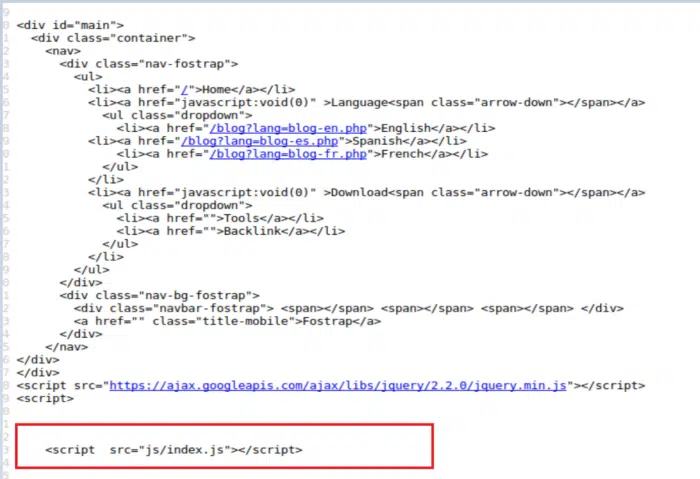 9
0 <div id="main">
1 <div class="container">
2 <nav>
3 <div class="nav-fostrap">
4 <ul>
5 <li><a href="/">Home</a></li>
6 <li><a href="javascript:void(0)" >Language<span class="arrow-down"></span></a>
7 <ul class="dropdown">
8 <li><a href="/blog?lang=blog-en.php">English</a></li>
9 <li><a href="/blog?lang=blog-es.php">Spanish</a></li>
0 <li><a href="/blog?lang=blog-fr.php">French</a></li>
1 </ul>
2 </li>
3 <li><a href="javascript:void(0)" >Download<span class="arrow-down"></span></a>
4 <ul class="dropdown">
5 <li><a href="">Tools</a></li>
6 <li><a href="">Backlink</a></li>
7 </ul>
8 </li>
9 </ul>
0 </div>
1 <div class="nav-bg-fostrap">
2 <div class="navbar-fostrap"> <span></span> <span></span> <span></span> </div>
3 <a href="" class="title-mobile">Fostrap</a>
4 </div>
5 </nav>
6 </div>
7 </div>
8 <script src="https://ajax.googleapis.com/ajax/libs/jquery/2.2.0/jquery.min.js"></script>
9 <script>
0
1
2
3 <script  src="js/index.js"></script>
4
5